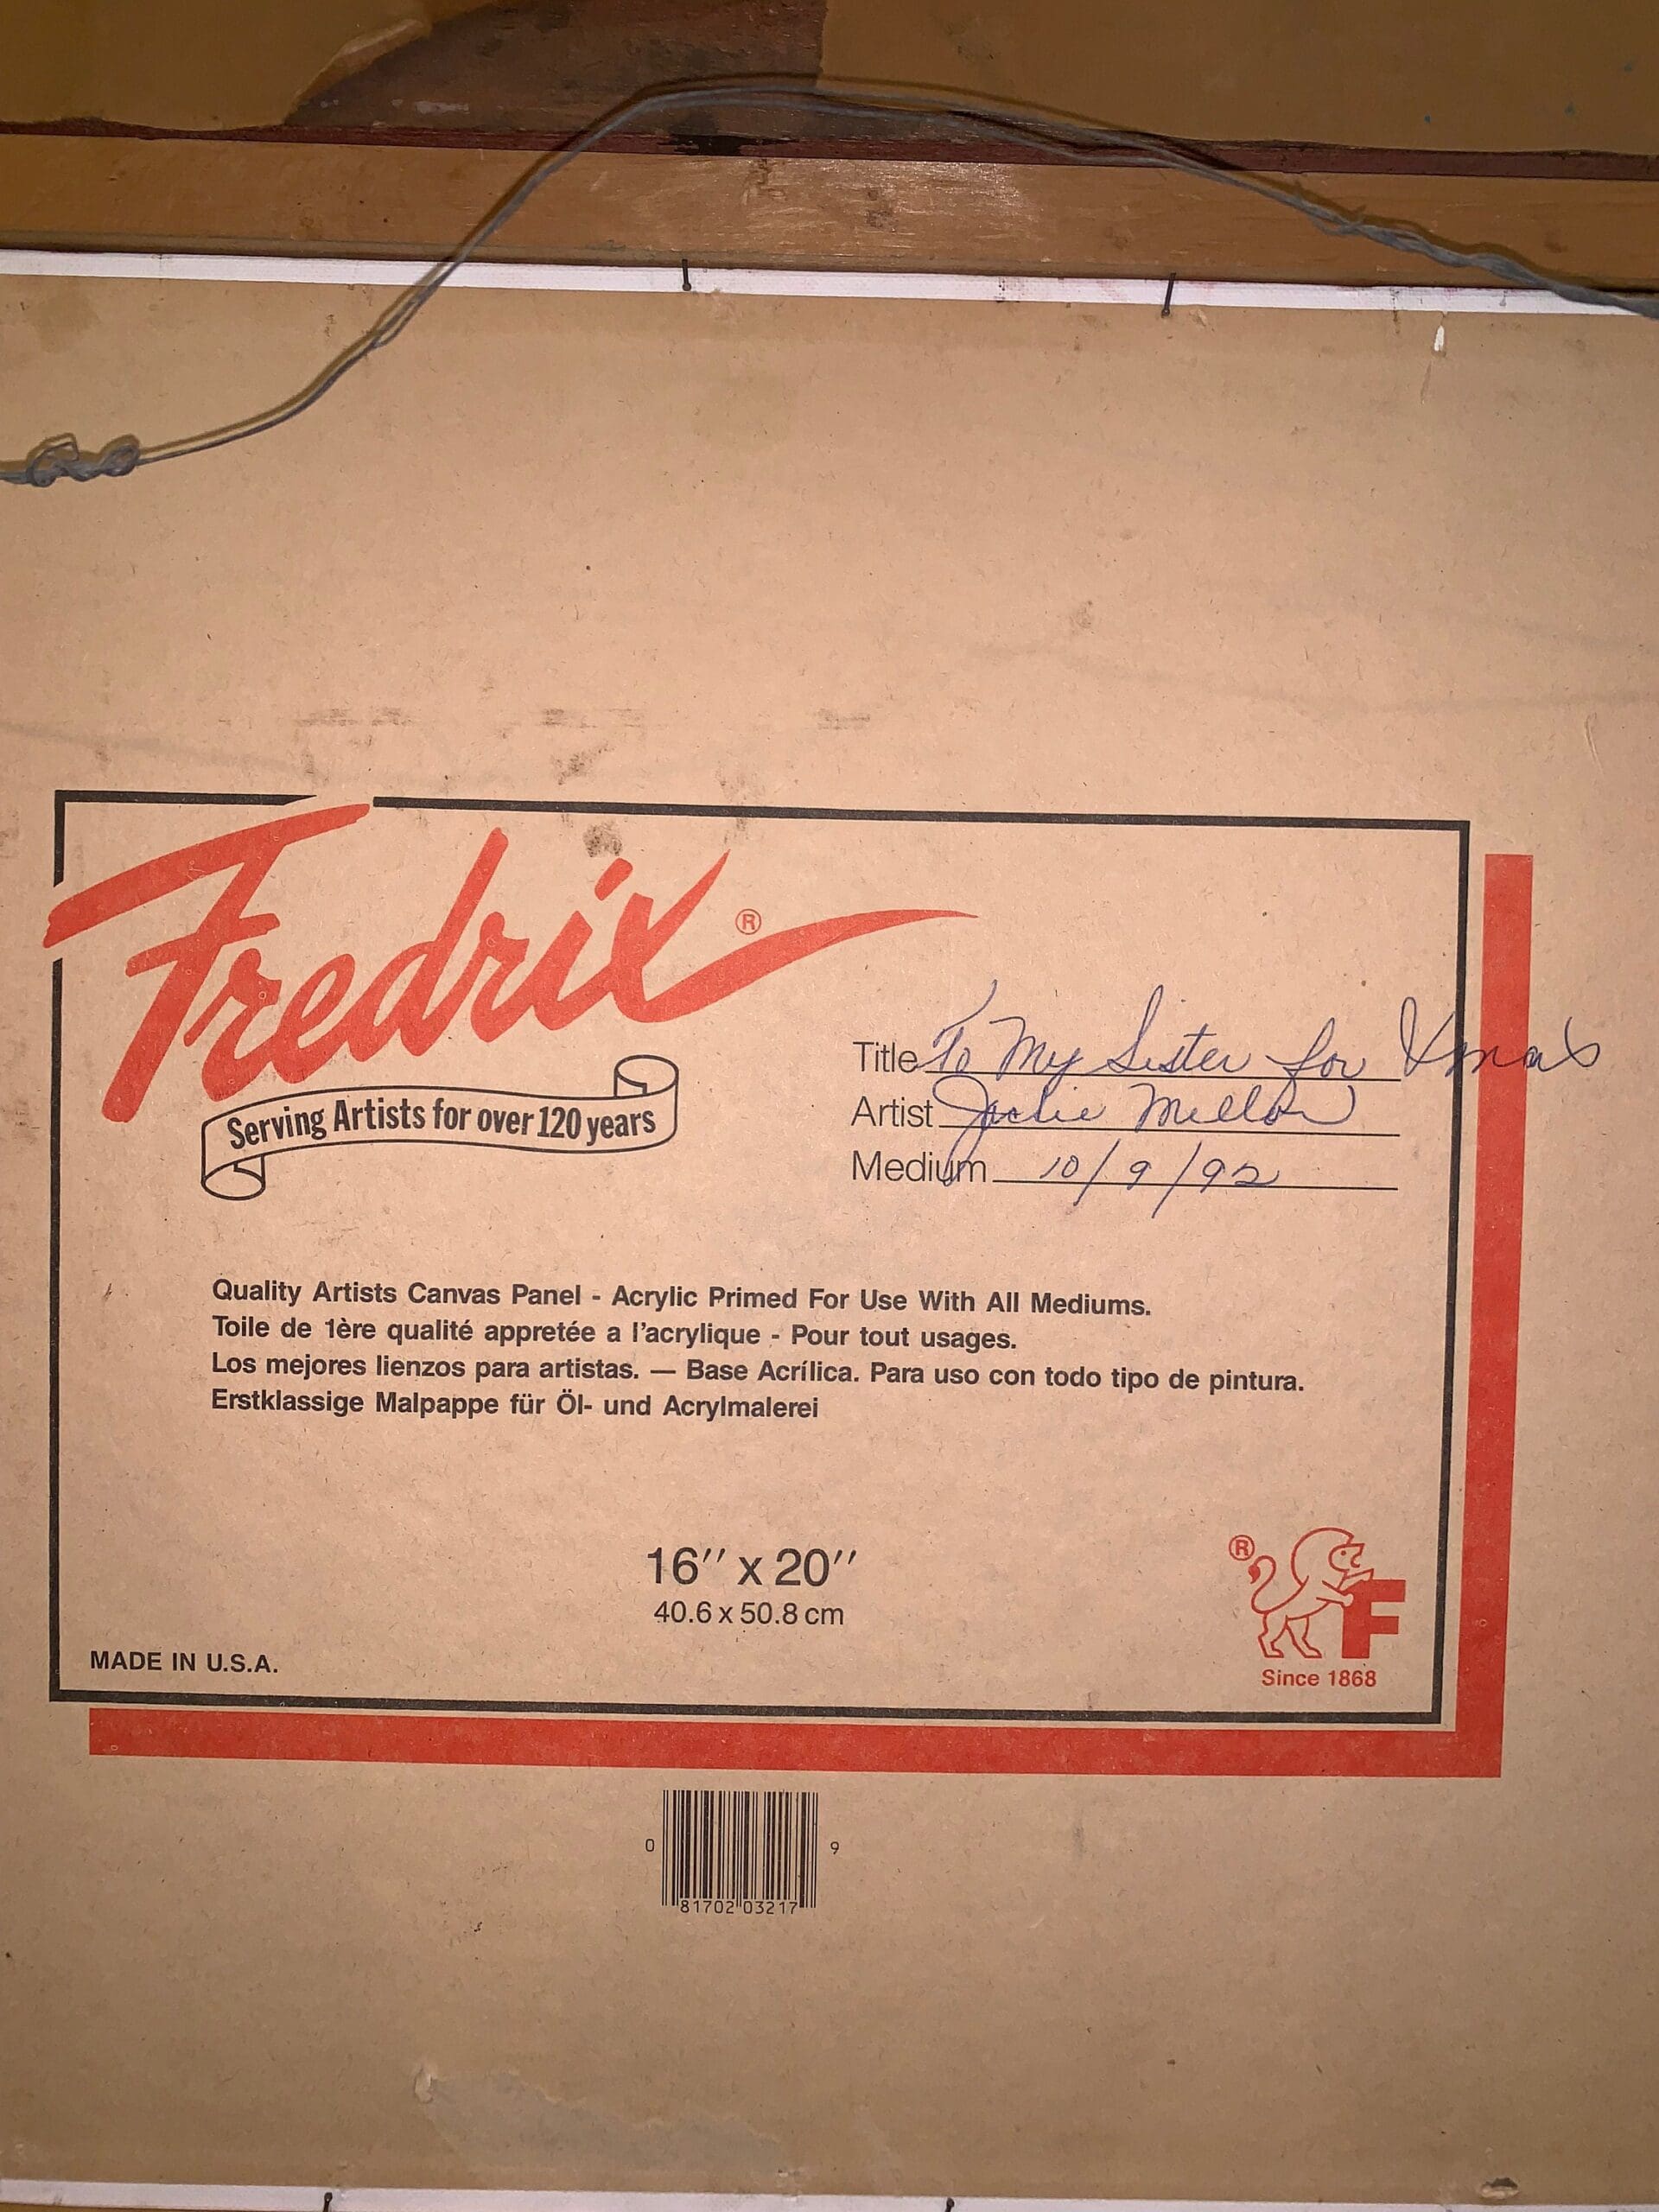 Fredrix®
Serving Artists for over 120 years
Title To My Sister for Xmas
Artist Jackie Mellon
Medium 10/9/92
Quality Artists Canvas Panel - Acrylic Primed For Use With All Mediums.
Toile de 1ère qualité appretée a l'acrylique - Pour tout usages.
Los mejores lienzos para artistas. — Base Acrílica. Para uso con todo tipo de pintura.
Erstklassige Malpappe für Öl- und Acrylmalerei
16″ x 20″
40.6 x 50.8 cm
MADE IN U.S.A.
® F
Since 1868
0 81702 03217 9